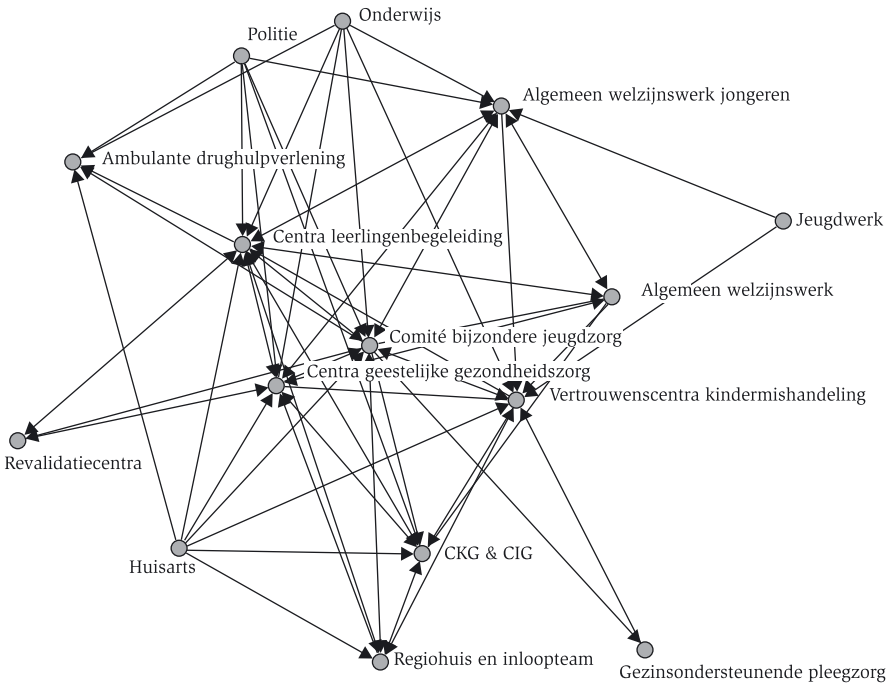 Onderwijs
Politie
Algemeen welzijnswerk jongeren
Ambulante drughulpverlening
Jeugdwerk
Centra leerlingenbegeleiding
Algemeen welzijnswerk
Comité bijzondere jeugdzorg
Centra geestelijke gezondheidszorg
Vertrouwenscentra kindermishandeling
Revalidatiecentra
CKG & CIG
Huisarts
Regiohuis en inloopteam
Gezinsondersteunende pleegzorg